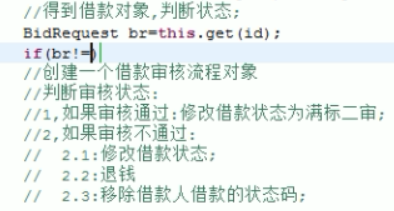 //得到借款对象,判断状态;
BidRequest br=this.get(id);
if(br!=)
//创建一个借款审核流程对象
//判断审核状态:
//1,如果审核通过:修改借款状态为满标二审;
//2,如果审核不通过:
//  2.1:修改借款状态;
//  2.2:退钱
//  2.3:移除借款人借款的状态码;